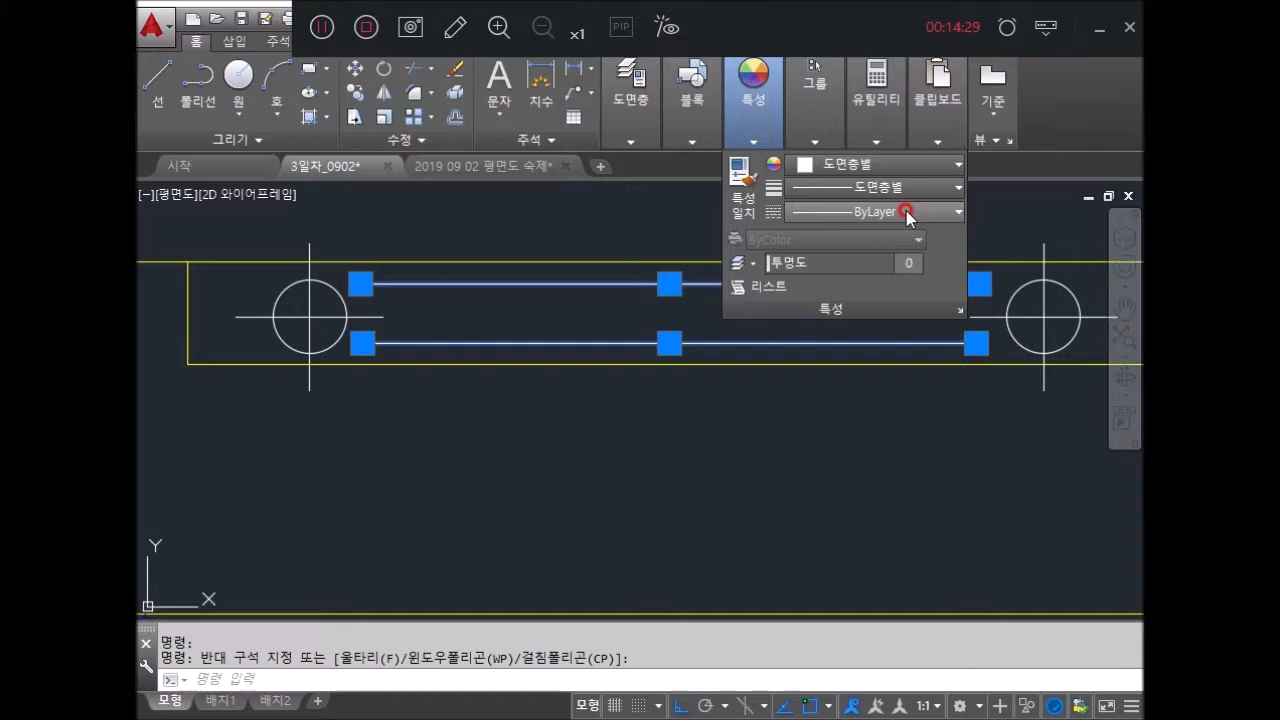 x1
PIP
00:14:29
홈
삽입
주석
선
폴리선
원
호
문자
치수
도면층
블록
특성
그룹
유틸리티
클립보드
기준
그리기
수정
주석
뷰
시작
3일차_0902*
2019 09 02 평면도 숙제*
특성
일치
도면층별
도면층별
ByLayer
ByColor
투명도
0
리스트
특성
[−][평면도][2D 와이어프레임]
Y
X
명령:
명령: 반대 구석 지정 또는 [울타리(F)/윈도우폴리곤(WP)/걸침폴리곤(CP)]:
명령 입력
모형
배치1
배치2
모형
1:1